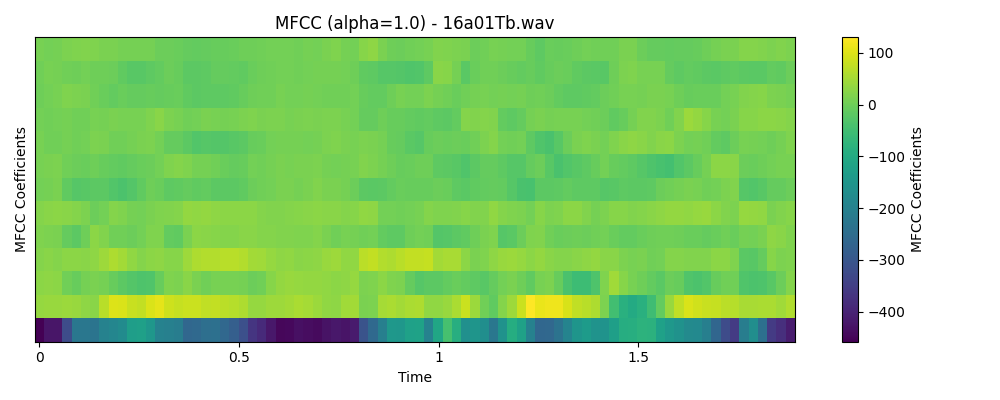 MFCC (alpha=1.0) - 16a01Tb.wav
MFCC Coefficients
0
0.5
1
1.5
Time
100
0
−100
−200
−300
−400
MFCC Coefficients